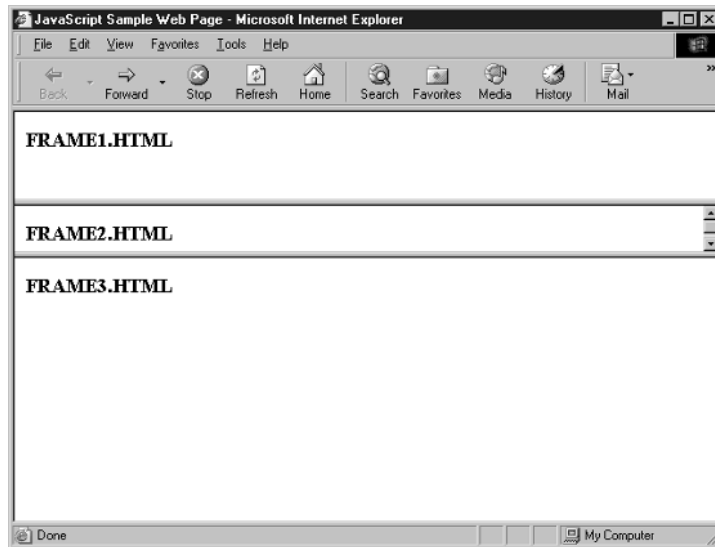 JavaScript Sample Web Page - Microsoft Internet Explorer
File Edit View Favorites Tools Help
Back Forward Stop Refresh Home Search Favorites Media History Mail »
FRAME1.HTML
FRAME2.HTML
FRAME3.HTML
Done My Computer